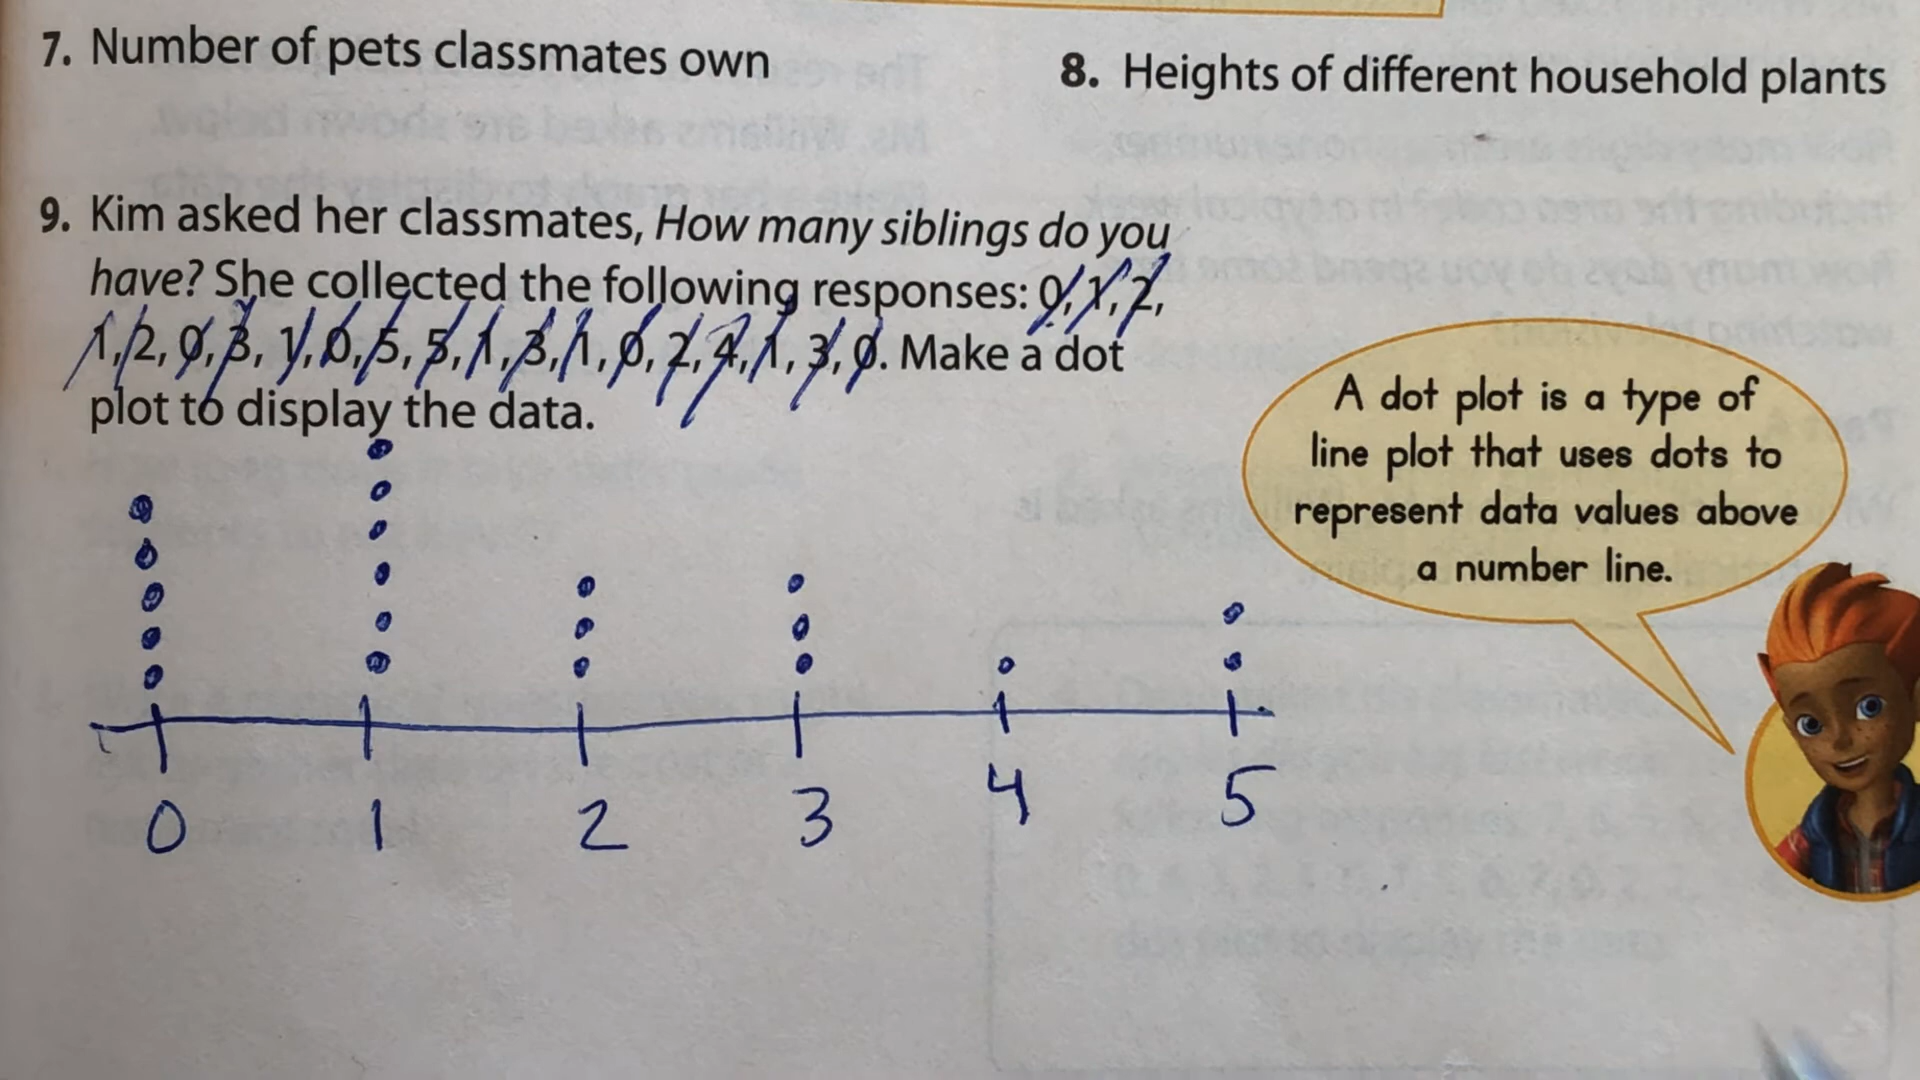 7. Number of pets classmates own
8. Heights of different household plants
9. Kim asked her classmates, How many siblings do you
have? She collected the following responses: 0, 1, 2,
1, 2, 0, 3, 1, 0, 5, 5, 1, 3, 1, 0, 2, 4, 1, 3, 0. Make a dot
plot to display the data.
A dot plot is a type of
line plot that uses dots to
represent data values above
a number line.
0 1 2 3 4 5